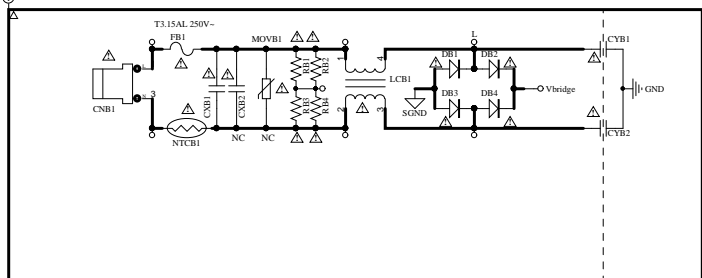 T3.15AL 250V~
FB1
MOVB1
L
CYB1
RB1
RB2
1
4
LCB1
DB1
DB2
L
CNB1
3
N
CXB1
CXB2
RB3
RB4
2
3
SGND
DB3
DB4
Vbridge
GND
NTCB1
NC
NC
CYB2